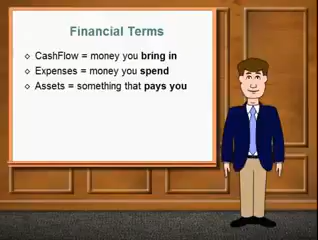 Financial Terms
CashFlow = money you bring in
Expenses = money you spend
Assets = something that pays you